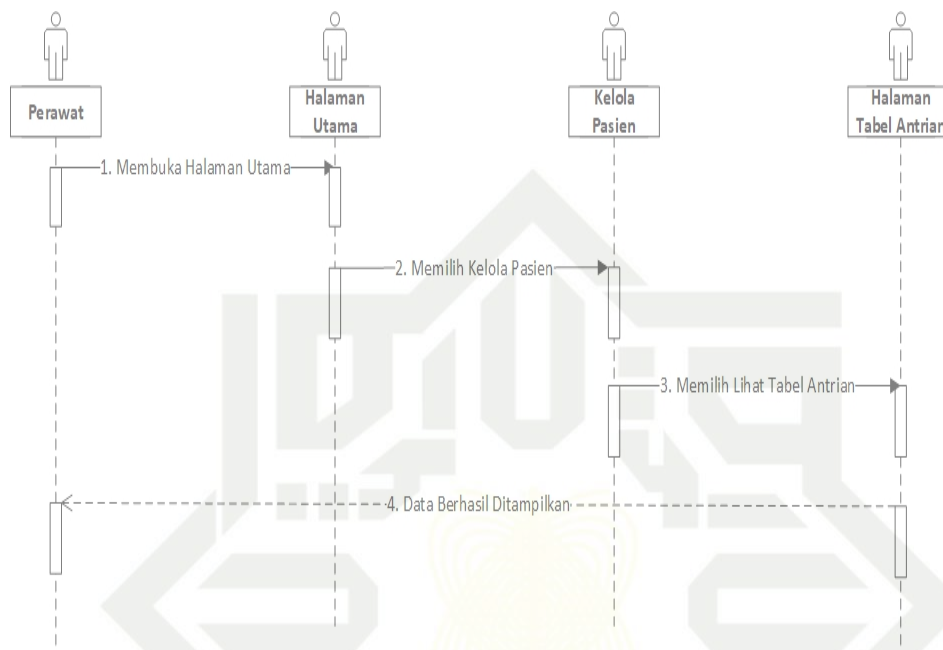 Perawat
Halaman
Utama
Kelola
Pasien
Halaman
Tabel Antrian
1. Membuka Halaman Utama
2. Memilih Kelola Pasien
3. Memilih Lihat Tabel Antrian
4. Data Berhasil Ditampilkan